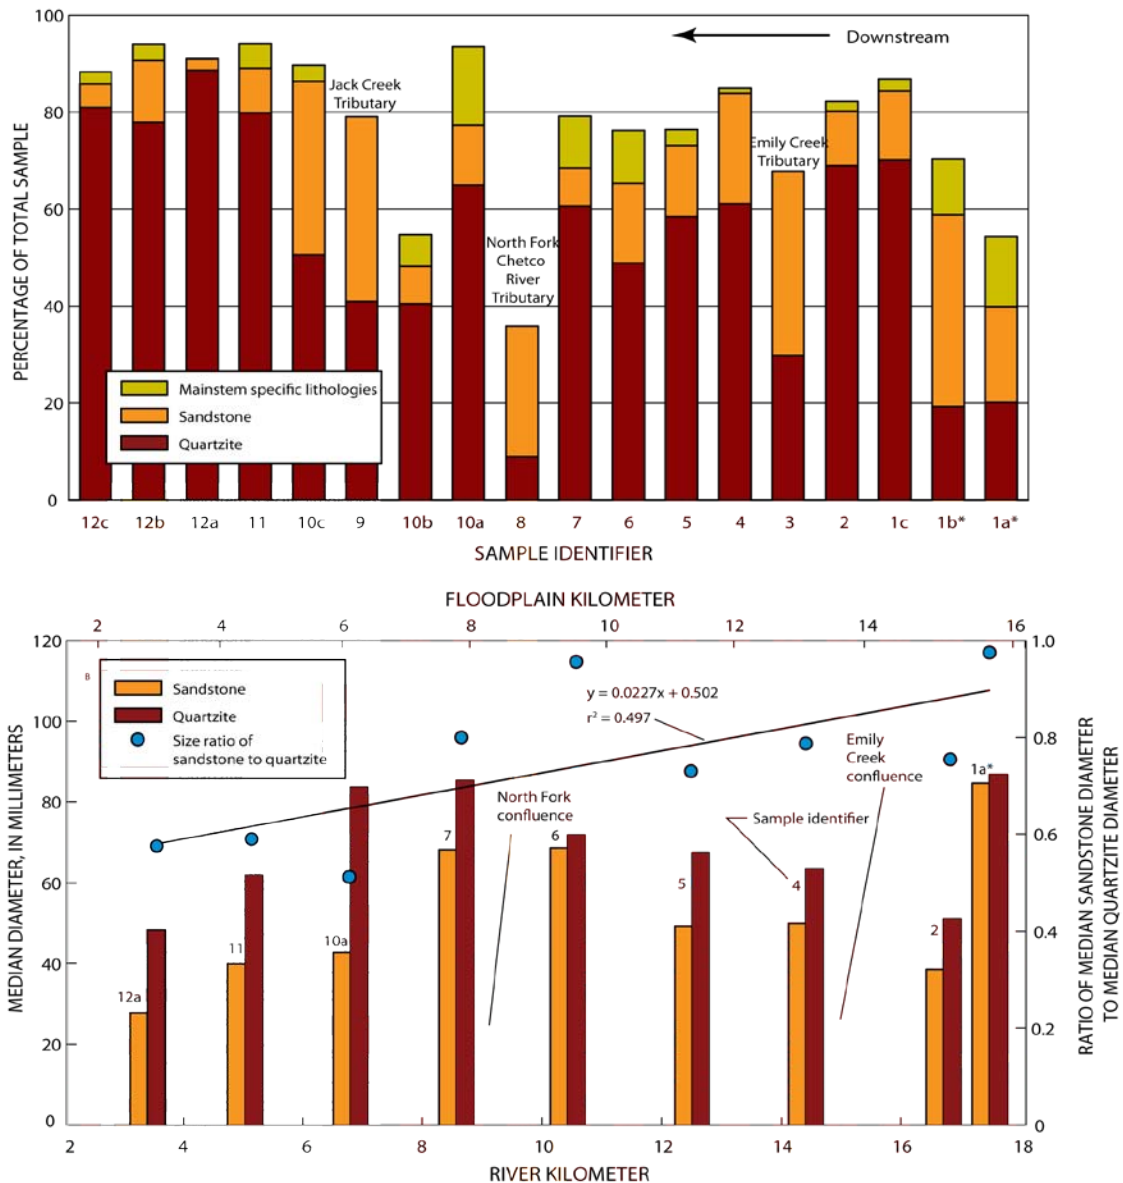 100
80
60
40
20
0
PERCENTAGE OF TOTAL SAMPLE
Downstream
Jack Creek
Tributary
Emily Creek
Tributary
North Fork
Chetco
River
Tributary
Mainstem specific lithologies
Sandstone
Quartzite
12c 12b 12a 11 10c 9 10b 10a 8 7 6 5 4 3 2 1c 1b* 1a*
SAMPLE IDENTIFIER
FLOODPLAIN KILOMETER
2 4 6 8 10 12 14 16
120
100
80
60
40
20
0
MEDIAN DIAMETER, IN MILLIMETERS
B
Sandstone
Quartzite
Size ratio of
sandstone to quartzite
y = 0.0227x + 0.502
r² = 0.497
North Fork
confluence
Emily
Creek
confluence
Sample identifier
12a
11
10a
7
6
5
4
2
1a*
1.0
0.8
0.6
0.4
0.2
0
RATIO OF MEDIAN SANDSTONE DIAMETER
TO MEDIAN QUARTZITE DIAMETER
2 4 6 8 10 12 14 16 18
RIVER KILOMETER